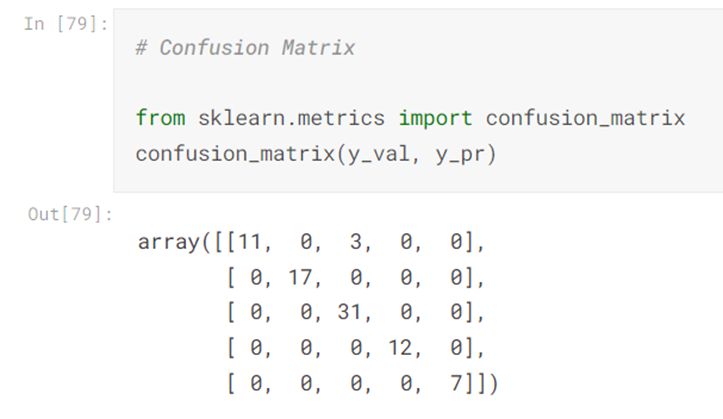 In [79]:
# Confusion Matrix
from sklearn.metrics import confusion_matrix
confusion_matrix(y_val, y_pr)
Out[79]:
array([[11,  0,  3,  0,  0],
       [ 0, 17,  0,  0,  0],
       [ 0,  0, 31,  0,  0],
       [ 0,  0,  0, 12,  0],
       [ 0,  0,  0,  0,  7]])